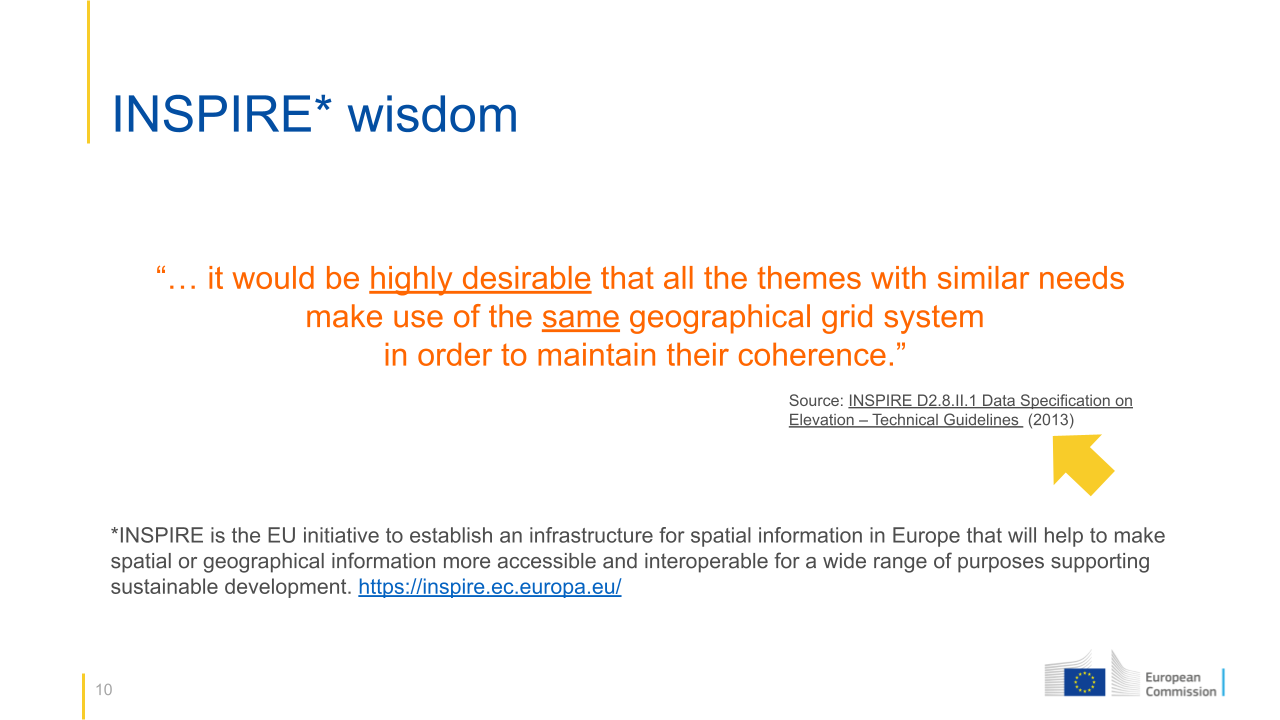 INSPIRE* wisdom
“… it would be highly desirable that all the themes with similar needs
make use of the same geographical grid system
in order to maintain their coherence.”
Source: INSPIRE D2.8.II.1 Data Specification on
Elevation – Technical Guidelines (2013)
*INSPIRE is the EU initiative to establish an infrastructure for spatial information in Europe that will help to make
spatial or geographical information more accessible and interoperable for a wide range of purposes supporting
sustainable development. https://inspire.ec.europa.eu/
10
European
Commission